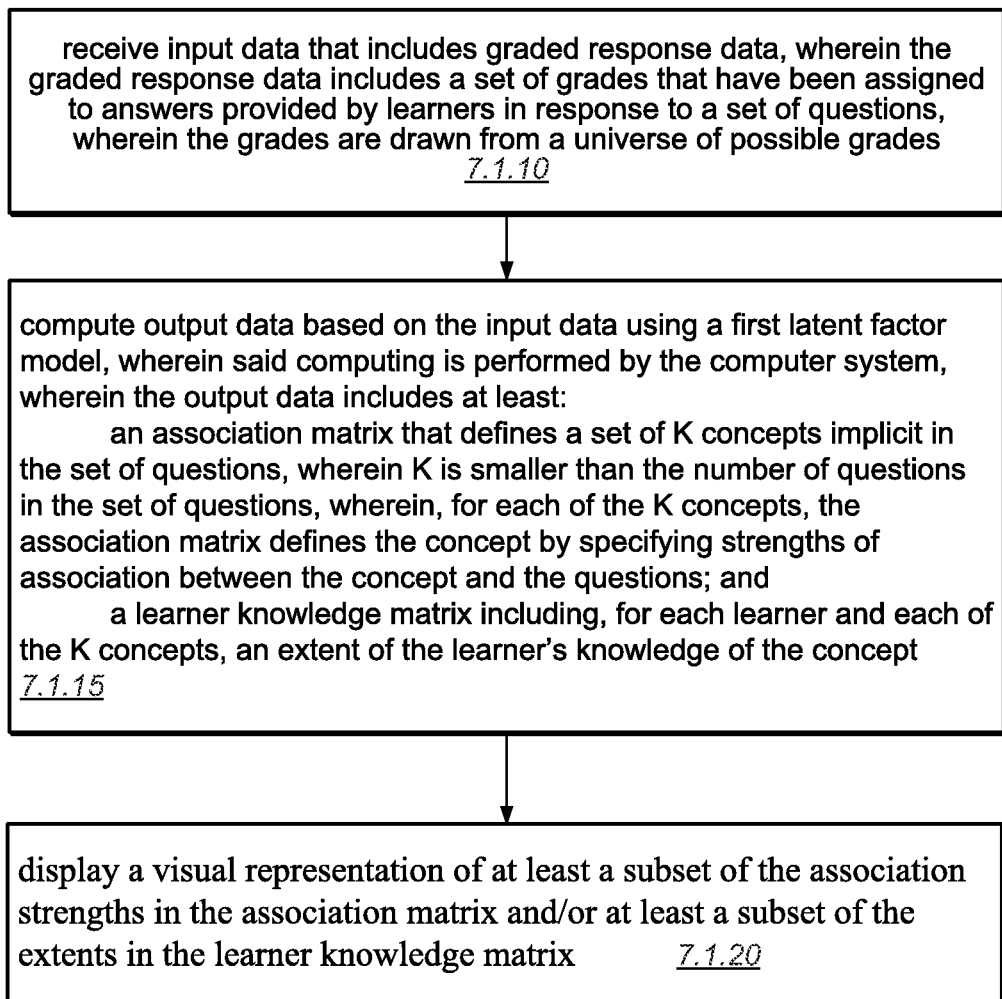 receive input data that includes graded response data, wherein the
graded response data includes a set of grades that have been assigned
to answers provided by learners in response to a set of questions,
wherein the grades are drawn from a universe of possible grades
7.1.10
compute output data based on the input data using a first latent factor
model, wherein said computing is performed by the computer system,
wherein the output data includes at least:
an association matrix that defines a set of K concepts implicit in
the set of questions, wherein K is smaller than the number of questions
in the set of questions, wherein, for each of the K concepts, the
association matrix defines the concept by specifying strengths of
association between the concept and the questions; and
a learner knowledge matrix including, for each learner and each of
the K concepts, an extent of the learner's knowledge of the concept
7.1.15
display a visual representation of at least a subset of the association
strengths in the association matrix and/or at least a subset of the
extents in the learner knowledge matrix 7.1.20